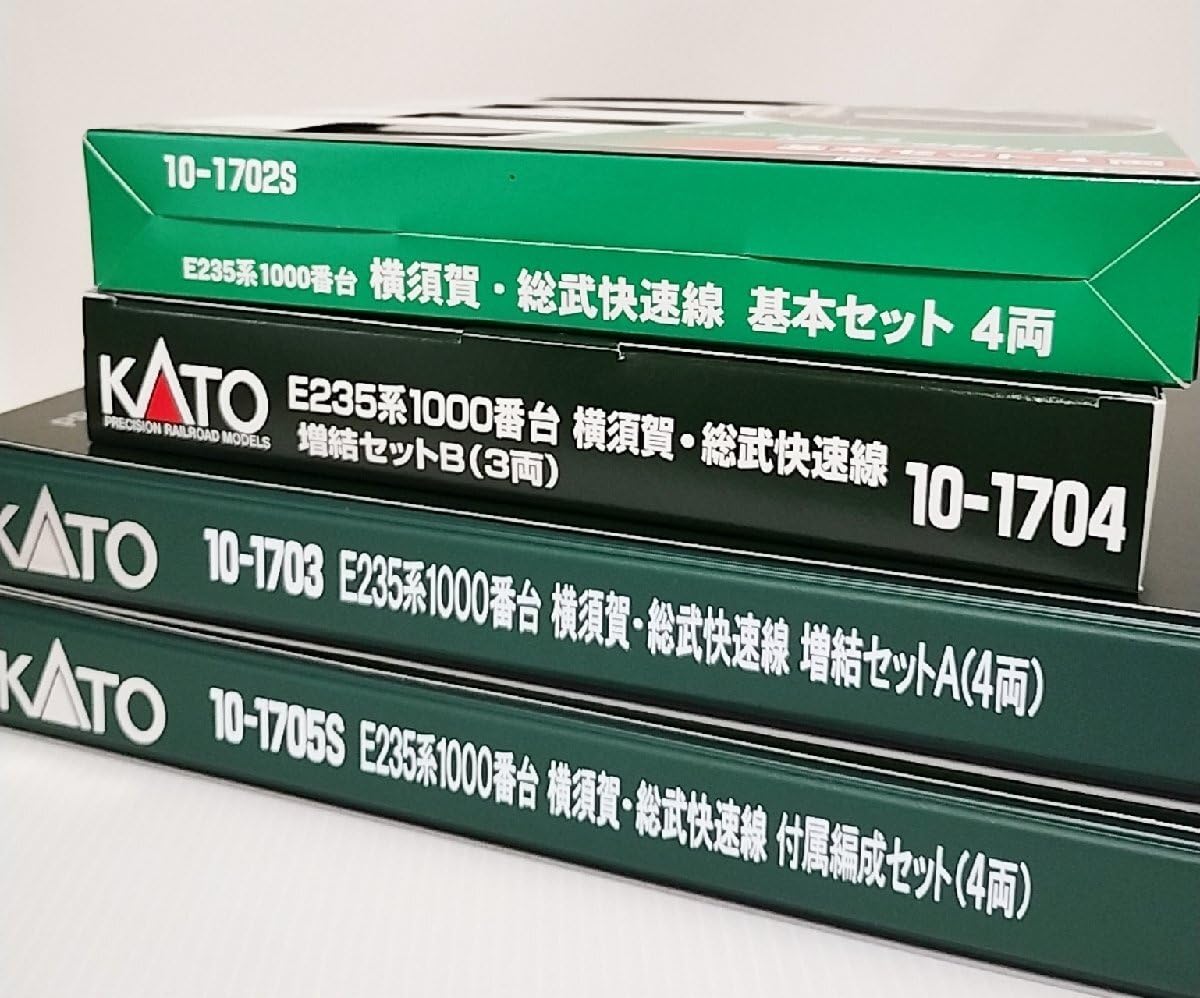 10-1702S
E235系1000番台 横須賀・総武快速線 基本セット 4両
KATO
PRECISION RAILROAD MODELS
E235系1000番台 横須賀・総武快速線
増結セットB(3両)
10-1704
KATO 10-1703 E235系1000番台 横須賀・総武快速線 増結セットA(4両)
KATO 10-1705S E235系1000番台 横須賀・総武快速線 付属編成セット(4両)